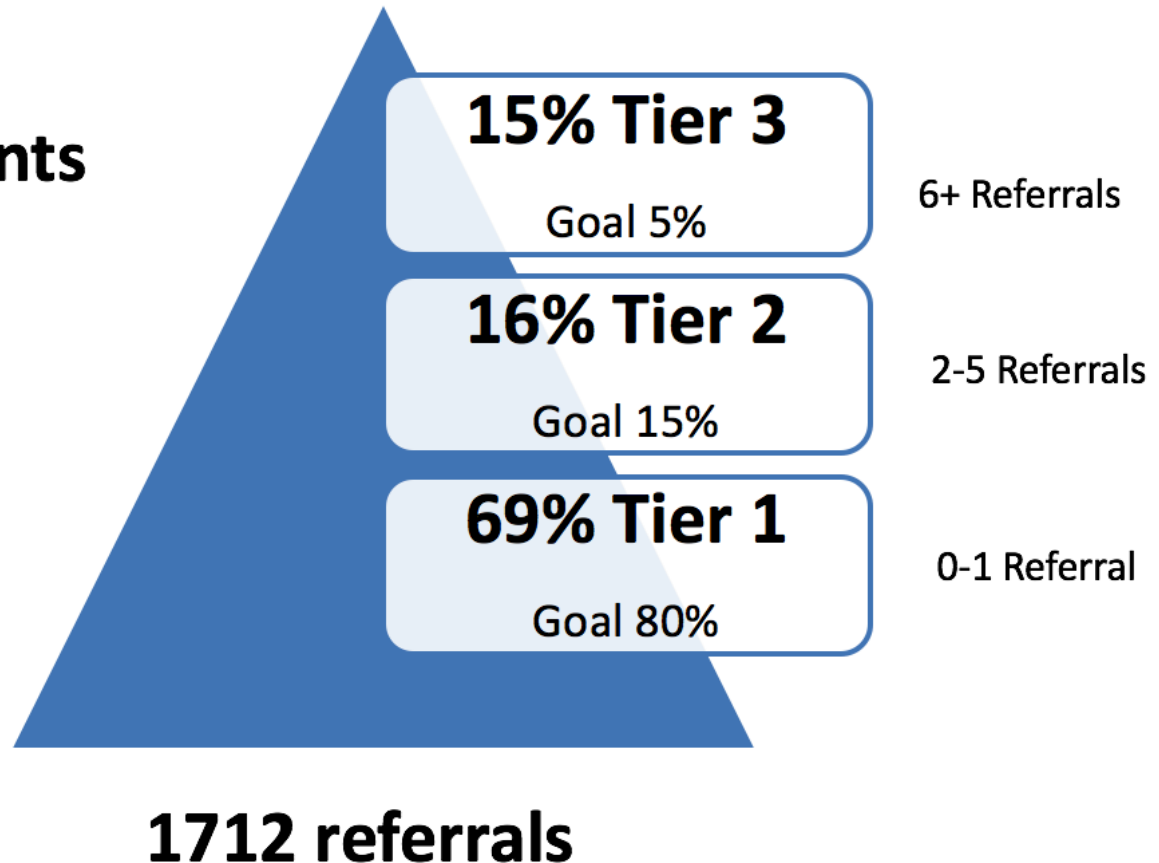 15% Tier 3
nts
Goal 5%
6+ Referrals
16% Tier 2
Goal 15%
2-5 Referrals
69% Tier 1
Goal 80%
0-1 Referral
1712 referrals